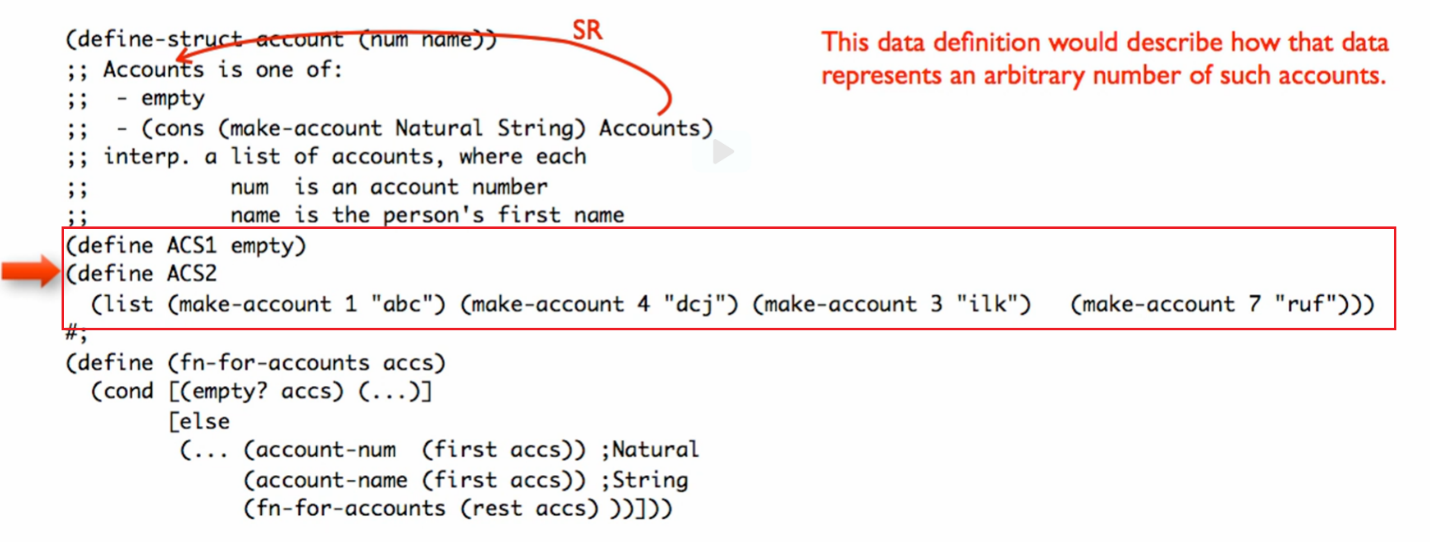 (define-struct account (num name))
SR
This data definition would describe how that data
represents an arbitrary number of such accounts.
;; Accounts is one of:
;;  - empty
;;  - (cons (make-account Natural String) Accounts)
;; interp. a list of accounts, where each
;;           num  is an account number
;;           name is the person's first name
(define ACS1 empty)
(define ACS2
  (list (make-account 1 "abc") (make-account 4 "dcj") (make-account 3 "ilk")   (make-account 7 "ruf")))
#;
(define (fn-for-accounts accs)
  (cond [(empty? accs) (...)]
        [else
         (... (account-num  (first accs)) ;Natural
              (account-name (first accs)) ;String
              (fn-for-accounts (rest accs) ))]))